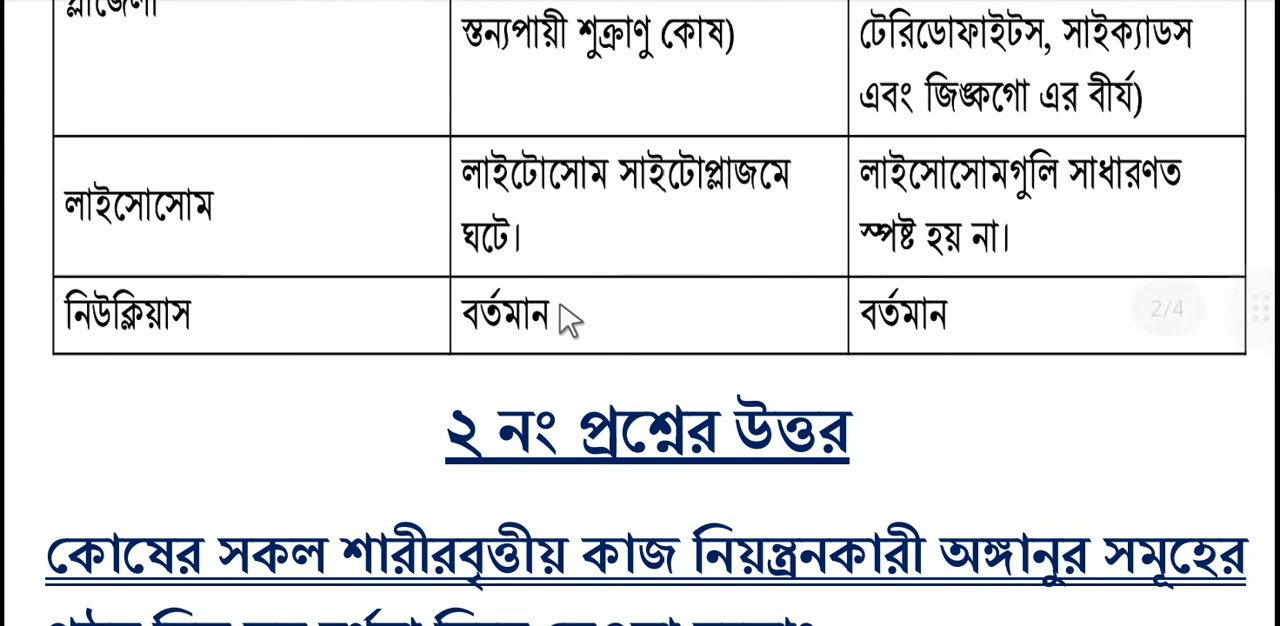 স্তন্যপায়ী শুক্রাণু কোষ)
টেরিডোফাইটস, সাইক্যাডস
এবং জিঙ্কগো এর বীর্য)
লাইসোসোম
লাইটোসোম সাইটোপ্লাজমে
ঘটে।
লাইসোসোমগুলি সাধারণত
স্পষ্ট হয় না।
নিউক্লিয়াস
বর্তমান
বর্তমান
2/4
২ নং প্রশ্নের উত্তর
কোষের সকল শারীরবৃত্তীয় কাজ নিয়ন্ত্রনকারী অঙ্গানুর সমূহের